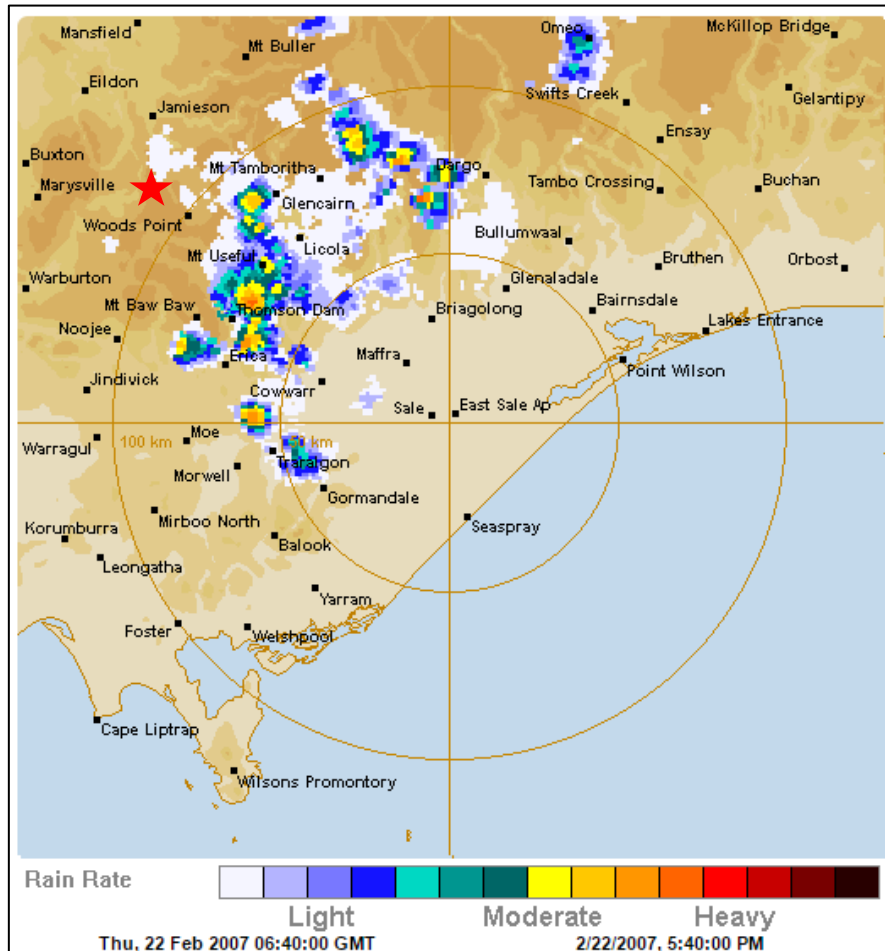 Mansfield
Mt Buller
Omeo
McKillop Bridge
Eildon
Jamieson
Swifts Creek
Gelantipy
Ensay
Buxton
Mt Tamboritha
Dargo
Marysville
Glencairn
Tambo Crossing
Buchan
Woods Point
Licola
Bullumwaal
Mt Useful
Bruthen
Orbost
Warburton
Glenaladale
Mt Baw Baw
Thomson Dam
Briagolong
Bairnsdale
Noojee
Lakes Entrance
Erica
Maffra
Point Wilson
Jindivick
Cowwarr
Sale
East Sale Ap
Warragul
100 km
Moe
50 km
Traralgon
Morwell
Gormandale
Korumburra
Mirboo North
Seaspray
Leongatha
Balook
Yarram
Foster
Welshpool
Cape Liptrap
Wilsons Promontory
Rain Rate
Light Moderate Heavy
Thu, 22 Feb 2007 06:40:00 GMT 2/22/2007, 5:40:00 PM